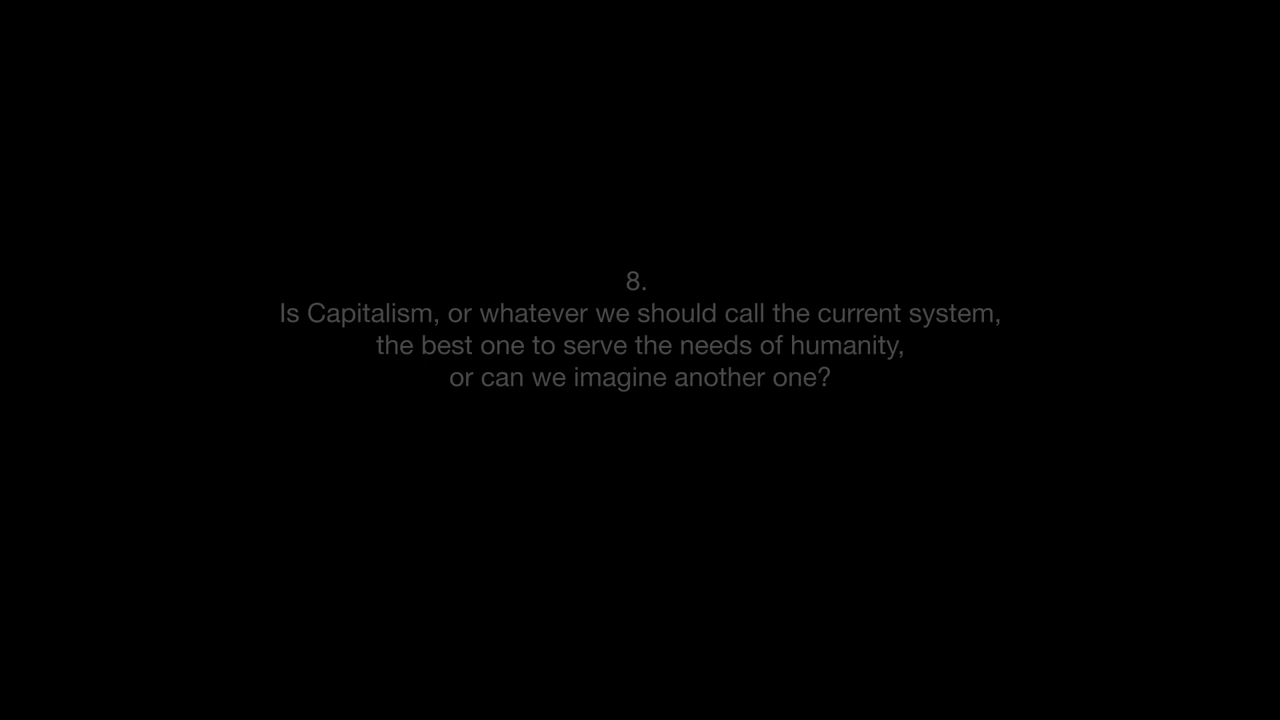 8.
Is Capitalism, or whatever we should call the current system,
the best one to serve the needs of humanity,
or can we imagine another one?